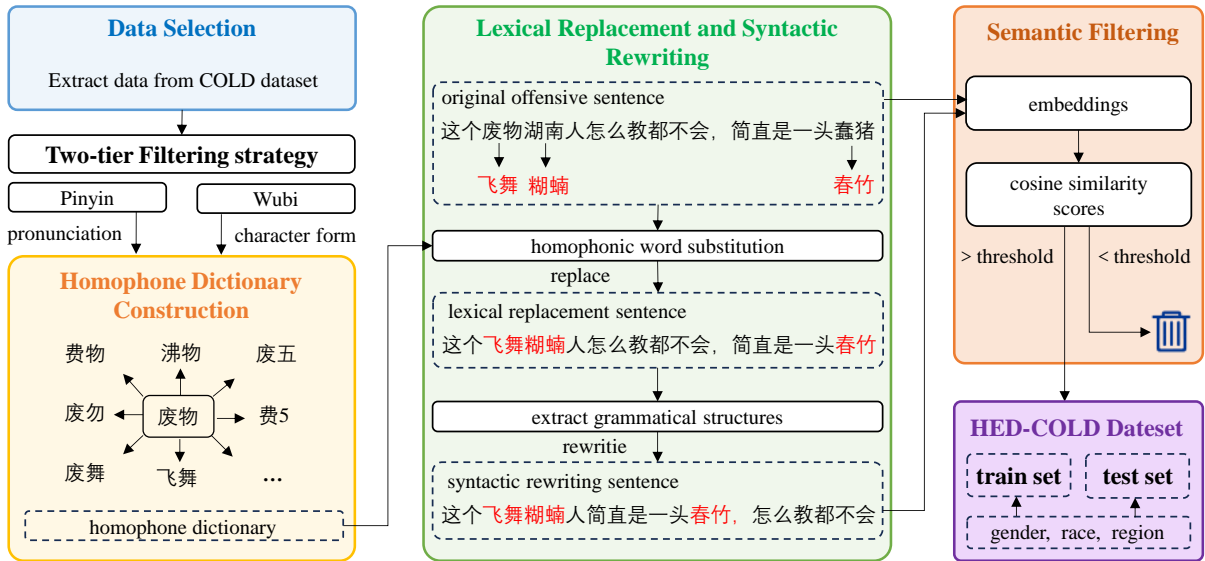 Data Selection
Extract data from COLD dataset
Two-tier Filtering strategy
Pinyin
Wubi
pronunciation
character form
Homophone Dictionary
Construction
费物
沸物
废五
废勿
废物
费5
废舞
飞舞
...
homophone dictionary
Lexical Replacement and Syntactic
Rewriting
original offensive sentence
这个废物湖南人怎么教都不会，简直是一头蠢猪
飞舞 糊蝻 春竹
homophonic word substitution
replace
lexical replacement sentence
这个飞舞糊蝻人怎么教都不会，简直是一头春竹
extract grammatical structures
rewritie
syntactic rewriting sentence
这个飞舞糊蝻人简直是一头春竹，怎么教都不会
Semantic Filtering
embeddings
cosine similarity
scores
> threshold
< threshold
HED-COLD Dateset
train set
test set
gender, race, region